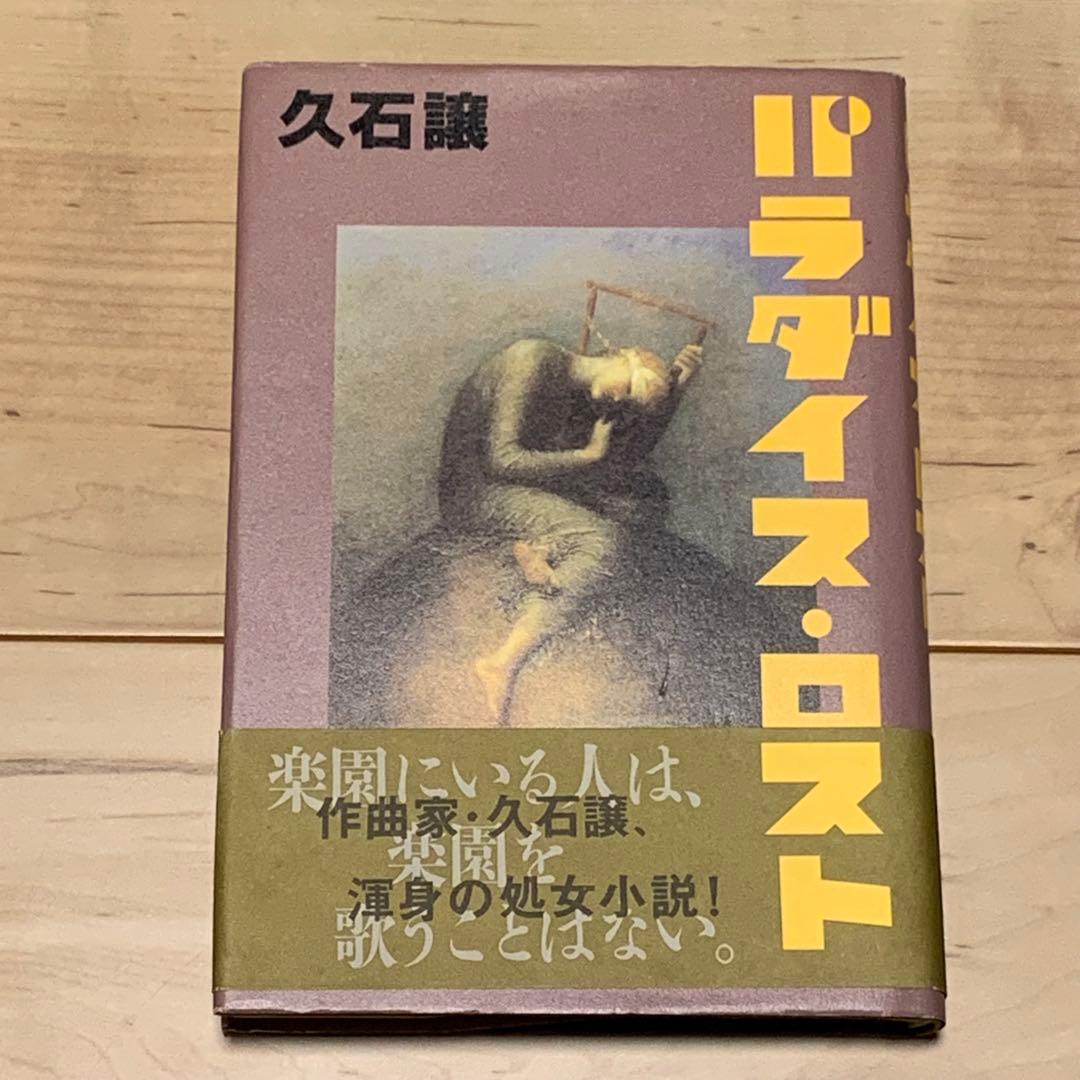 久石譲
パラダイス・ロスト
楽園にいる人は、
作曲家・久石譲、
楽園を
渾身の処女小説!
歌うことはない。